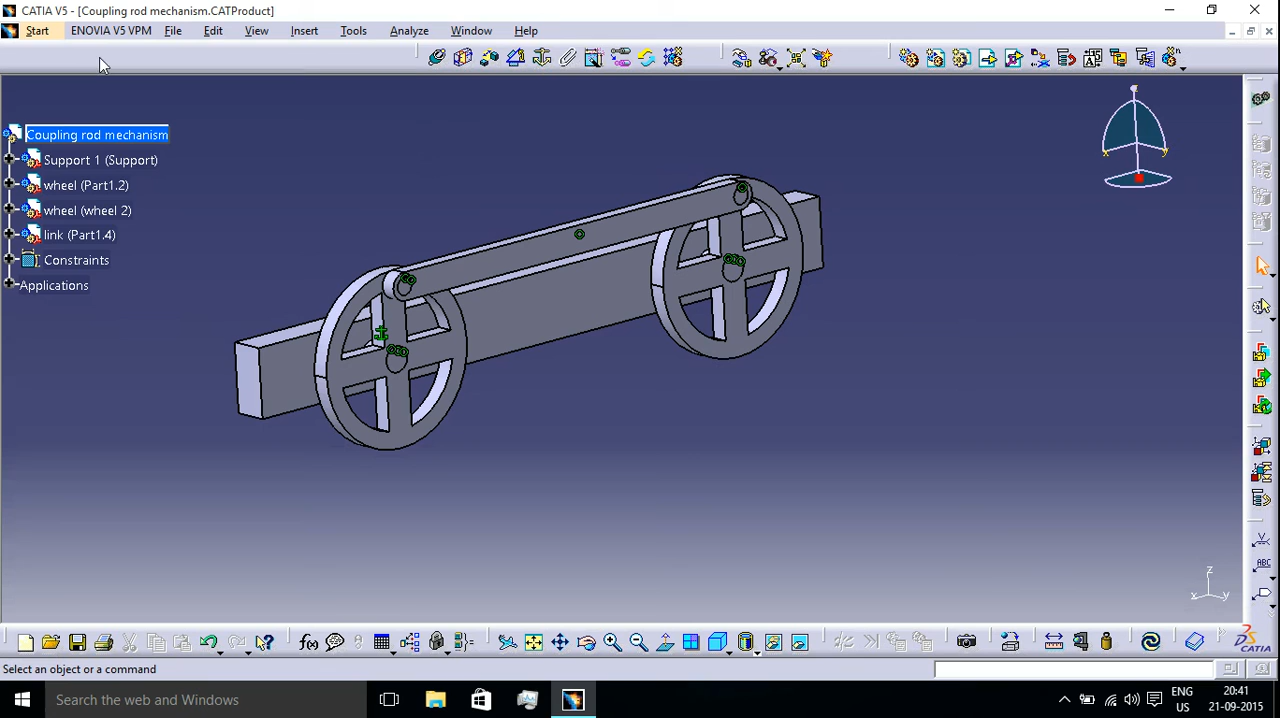 CATIA V5 - [Coupling rod mechanism.CATProduct]
Start ENOVIA V5 VPM File Edit View Insert Tools Analyze Window Help
Coupling rod mechanism
Support 1 (Support)
wheel (Part1.2)
wheel (wheel 2)
link (Part1.4)
Constraints
Applications
x y
z
x y
ABC
f(x)
CATIA
Select an object or a command
Search the web and Windows
ENG 20:41
US 21-09-2015